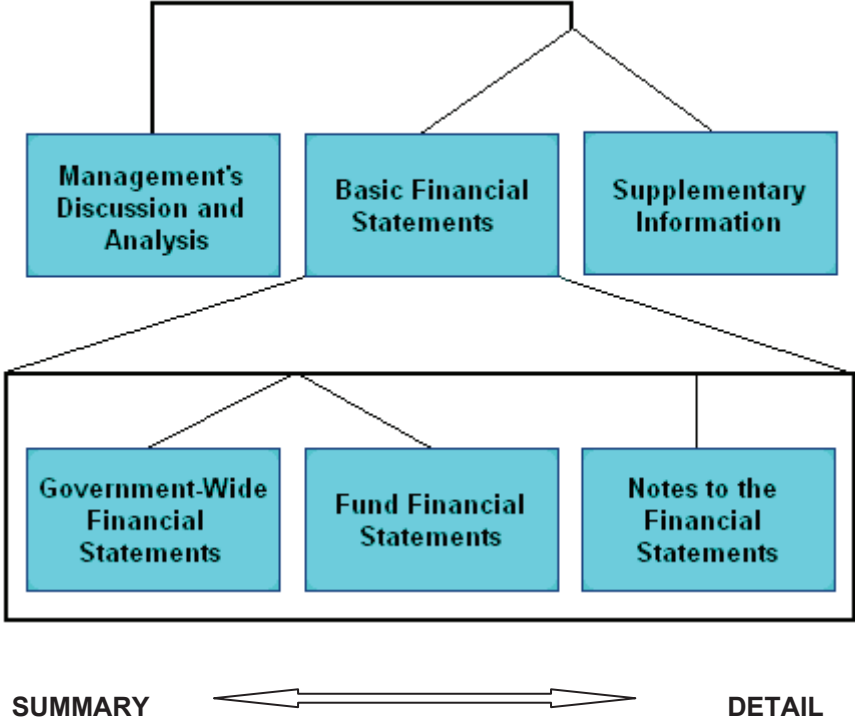 Management's
Discussion and
Analysis
Basic Financial
Statements
Supplementary
Information
Government-Wide
Financial
Statements
Fund Financial
Statements
Notes to the
Financial
Statements
SUMMARY
DETAIL